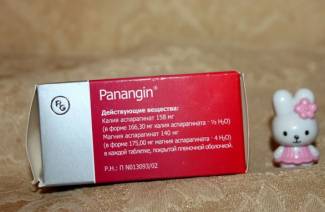 Panangin®
Действующие вещества:
Калия аспарагинат 158 мг
(в форме 166,30 мг калия аспарагината · ½ H₂O)
Магния аспарагинат 140 мг
(в форме 175,00 мг магния аспарагината · 4 H₂O)
в каждой таблетке, покрытой пленочной оболочкой.
Р.Н.: П N013093/02